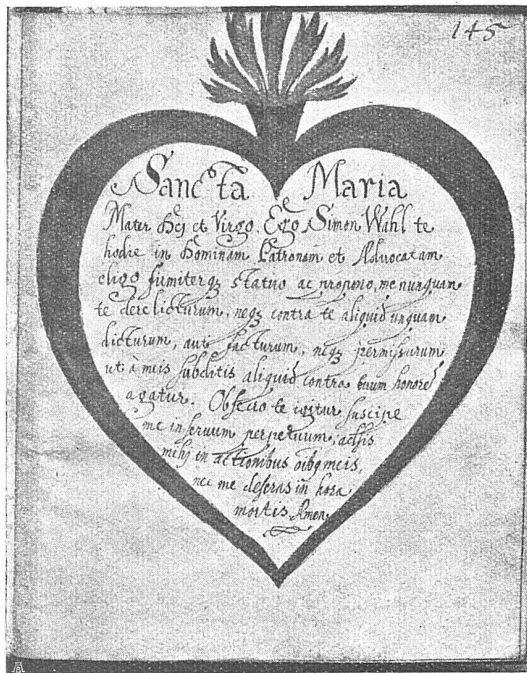 145
Sancta Maria
Mater Dej et Virgo. Ego Simon Wahl te
hodie in Dominam Patronam et Advocatam
eligo firmiterq; statuo ac propono, me nunquam
te derelicturum, neq; contra te aliquid unquam
dicturum, aut facturum, neq; permissurum
ut à meis subditis aliquid contra tuum honorē
agatur. Obsecro te igitur suscipe
me in servum perpetuum, adsis
mihi in actionibus oībq meis,
nec me deseras in hora
mortis Amen